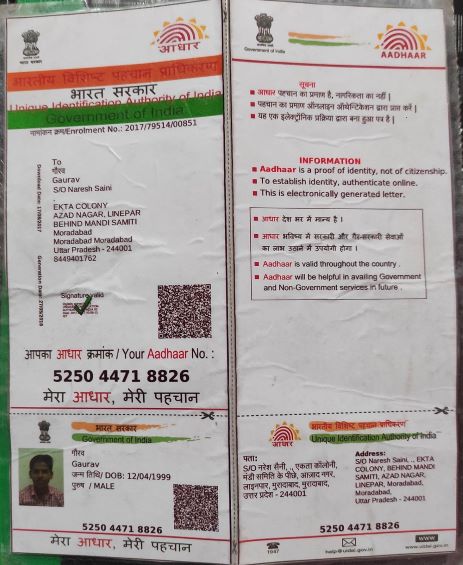 भारत सरकार
आधार
भारतीय विशिष्ट पहचान प्राधिकरण
भारत सरकार
Unique Identification Authority of India
Government of India
नामांकन क्रम/Enrolment No.: 2017/79514/00851
To
गौरव
Gaurav
S/O Naresh Saini
EKTA COLONY
AZAD NAGAR, LINEPAR
BEHIND MANDI SAMITI
Moradabad
Moradabad Moradabad
Uttar Pradesh - 244001
8449401762
Signature valid
आपका आधार क्रमांक / Your Aadhaar No. :
5250 4471 8826
मेरा आधार, मेरी पहचान
भारत सरकार
Government of India
गौरव
Gaurav
जन्म तिथि/ DOB: 12/04/1999
पुरुष / MALE
5250 4471 8826
मेरा आधार, मेरी पहचान
Government of India
AADHAAR
सूचना
आधार पहचान का प्रमाण है, नागरिकता का नहीं |
पहचान का प्रमाण ऑनलाइन ऑथेन्टिकेशन द्वारा प्राप्त करें |
यह एक इलेक्ट्रॉनिक प्रक्रिया द्वारा बना हुआ पत्र है |
INFORMATION
Aadhaar is a proof of identity, not of citizenship.
To establish identity, authenticate online.
This is electronically generated letter.
आधार देश भर में मान्य है |
आधार भविष्य में सरकारी और गैर-सरकारी सेवाओं
का लाभ उठाने में उपयोगी होगा |
Aadhaar is valid throughout the country .
Aadhaar will be helpful in availing Government
and Non-Government services in future .
भारतीय विशिष्ट पहचान प्राधिकरण
Unique Identification Authority of India
आधार
पता:
S/O नरेश सैनी, ., एकता कॉलोनी,
मंडी समिति के पीछे, आजाद नगर,
लाइनपार, मुरादाबाद, मुरादाबाद,
उत्तर प्रदेश - 244001
Address:
S/O Naresh Saini, ., EKTA
COLONY, BEHIND MANDI
SAMITI, AZAD NAGAR,
LINEPAR, Moradabad,
Moradabad,
Uttar Pradesh - 244001
5250 4471 8826
1947
help@uidai.gov.in
www
www.uidai.gov.in